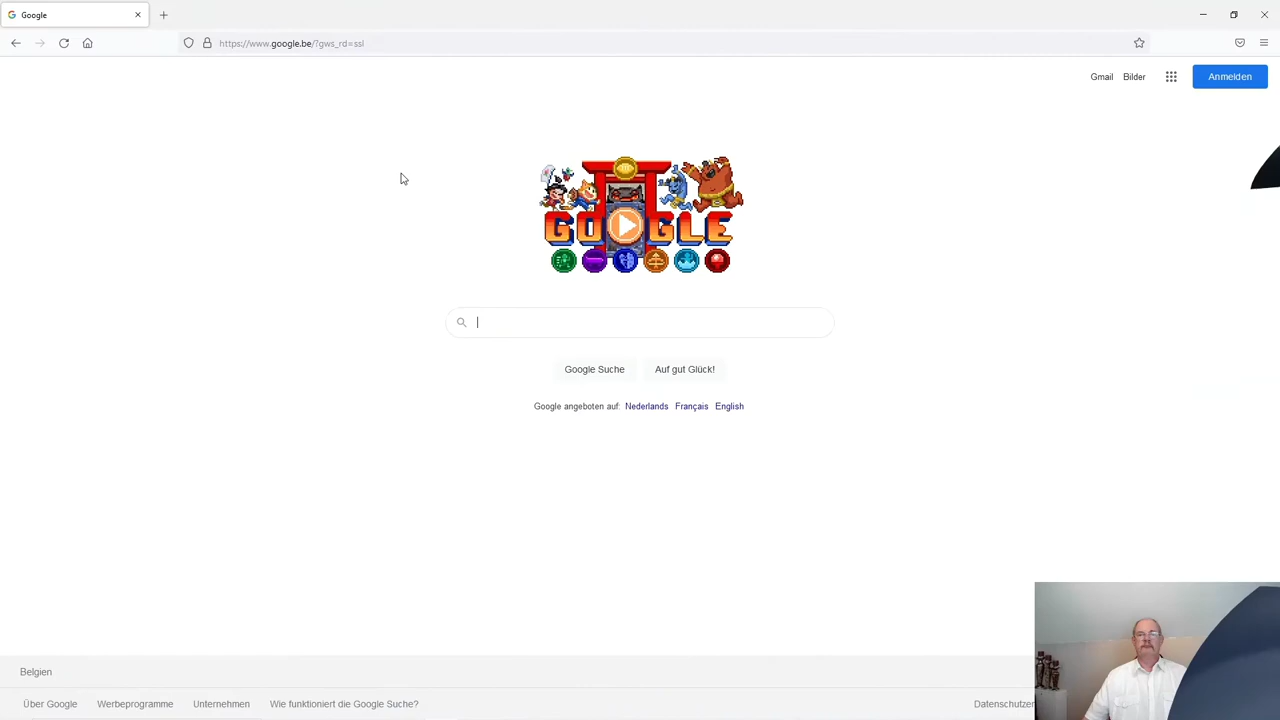 Google
https://www.google.be/?gws_rd=ssl
Gmail Bilder Anmelden
GOOGLE
Google Suche Auf gut Glück!
Google angeboten auf: Nederlands Français English
Belgien
Über Google Werbeprogramme Unternehmen Wie funktioniert die Google Suche?